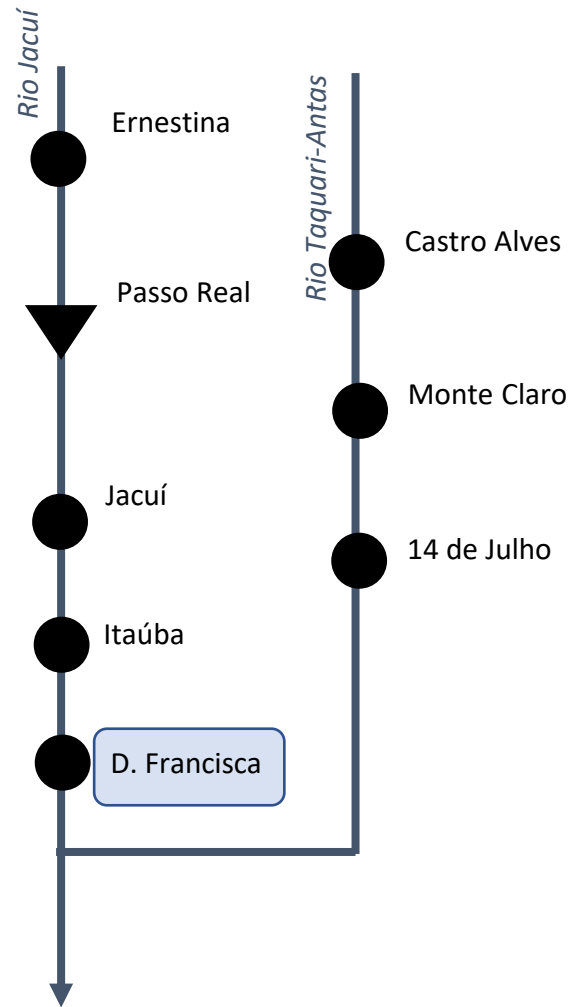 Rio Jacuí
Ernestina
Passo Real
Jacuí
Itaúba
D. Francisca
Rio Taquari-Antas
Castro Alves
Monte Claro
14 de Julho